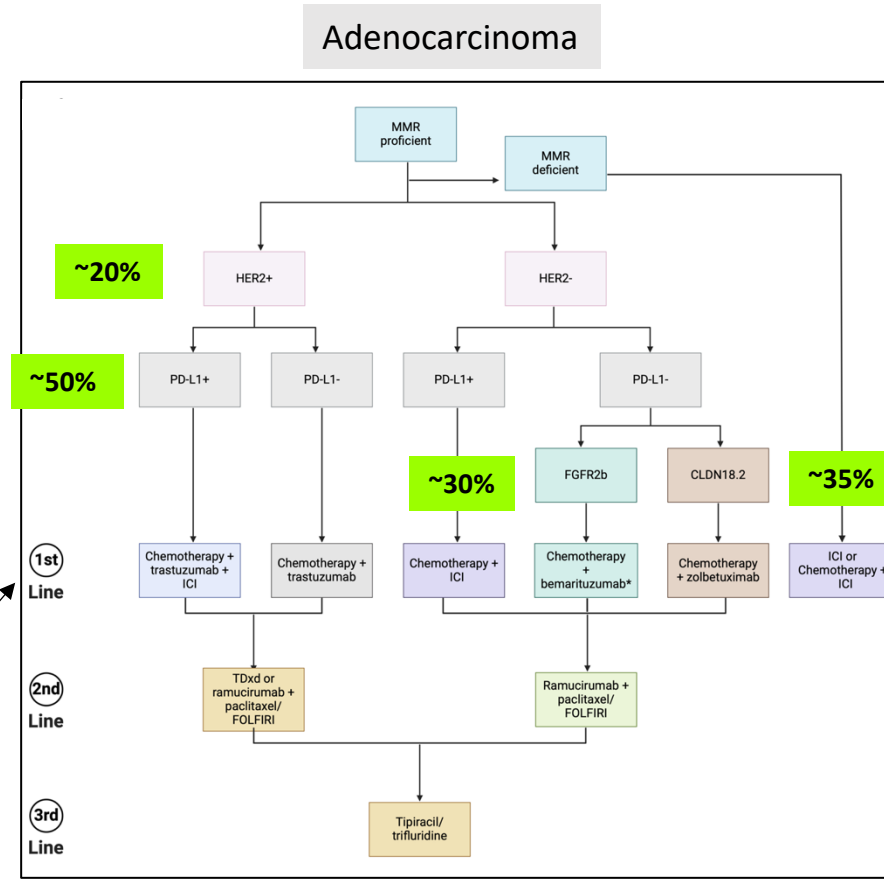 Adenocarcinoma
MMR
proficient
MMR
deficient
~20%
HER2+
HER2-
~50%
PD-L1+
PD-L1-
PD-L1+
PD-L1-
~30%
FGFR2b
CLDN18.2
~35%
1st
Line
Chemotherapy +
trastuzumab +
ICI
Chemotherapy +
trastuzumab
Chemotherapy +
ICI
Chemotherapy
+
bemarituzumab*
Chemotherapy
+ zolbetuximab
ICI or
Chemotherapy +
ICI
2nd
Line
TDxd or
ramucirumab +
paclitaxel/
FOLFIRI
Ramucirumab +
paclitaxel/
FOLFIRI
3rd
Line
Tipiracil/
trifluridine